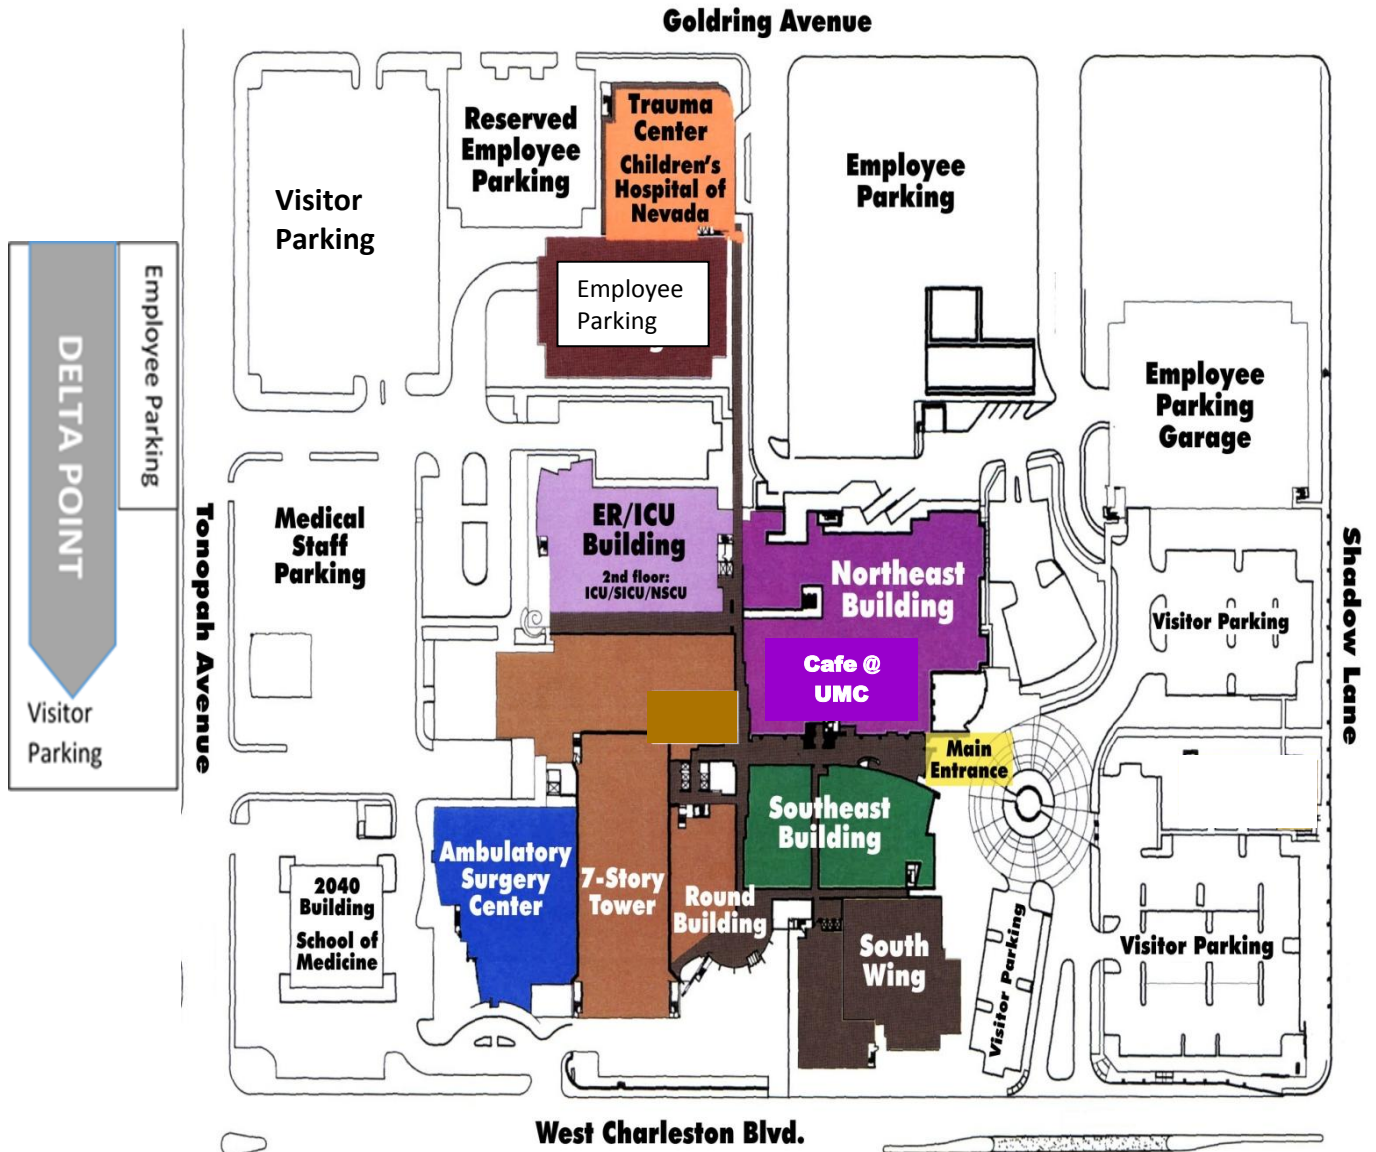 Goldring Avenue
Trauma
Center
Children's
Hospital of
Nevada
Reserved
Employee
Parking
Visitor
Parking
Employee
Parking
Employee
Parking
Employee Parking
DELTA POINT
Visitor
Parking
Employee
Parking
Garage
Tonopah Avenue
Medical
Staff
Parking
ER/ICU
Building
2nd floor:
ICU/SICU/NSCU
Northeast
Building
Cafe @
UMC
Visitor Parking
Shadow Lane
Main
Entrance
Southeast
Building
Ambulatory
Surgery
Center
7-Story
Tower
Round
Building
2040
Building
School of
Medicine
South
Wing
Visitor Parking
Visitor Parking
West Charleston Blvd.